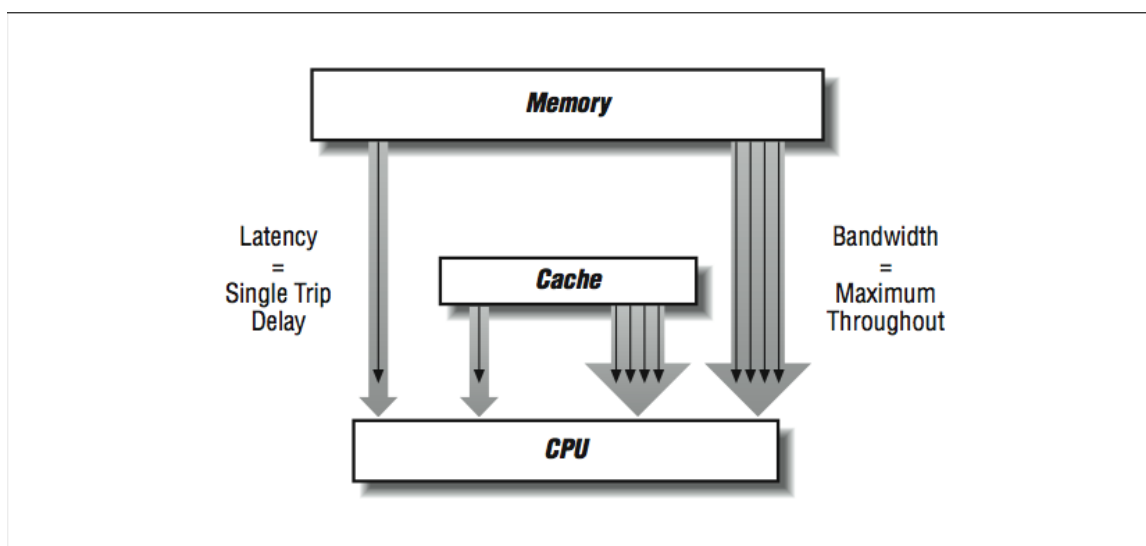 Memory
Latency
=
Single Trip
Delay
Cache
Bandwidth
=
Maximum
Throughout
CPU